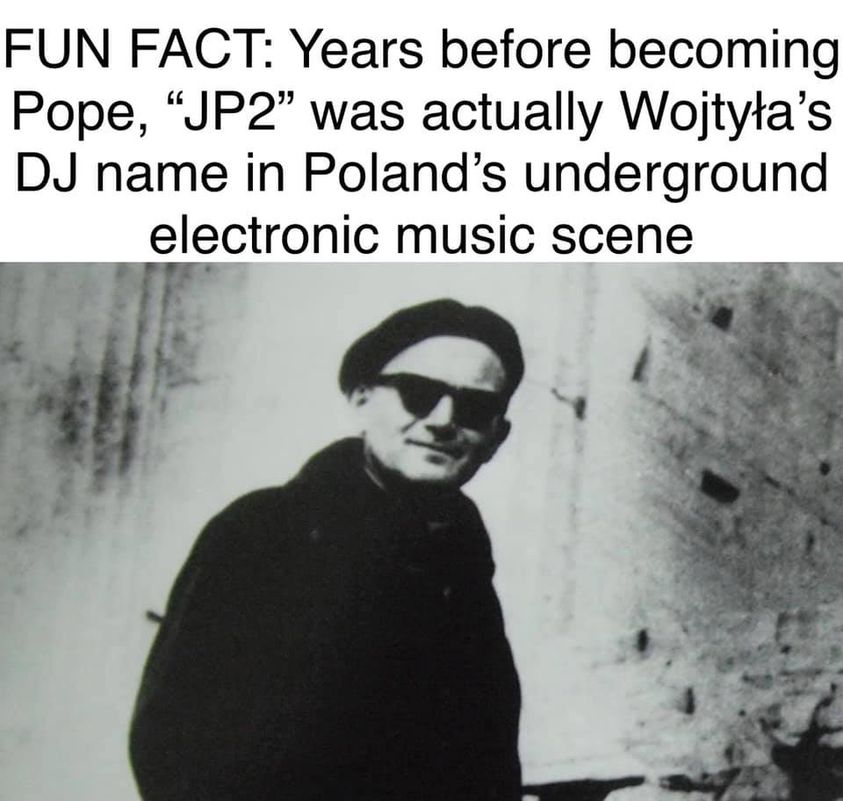 FUN FACT: Years before becoming
Pope, “JP2” was actually Wojtyła’s
DJ name in Poland’s underground
electronic music scene